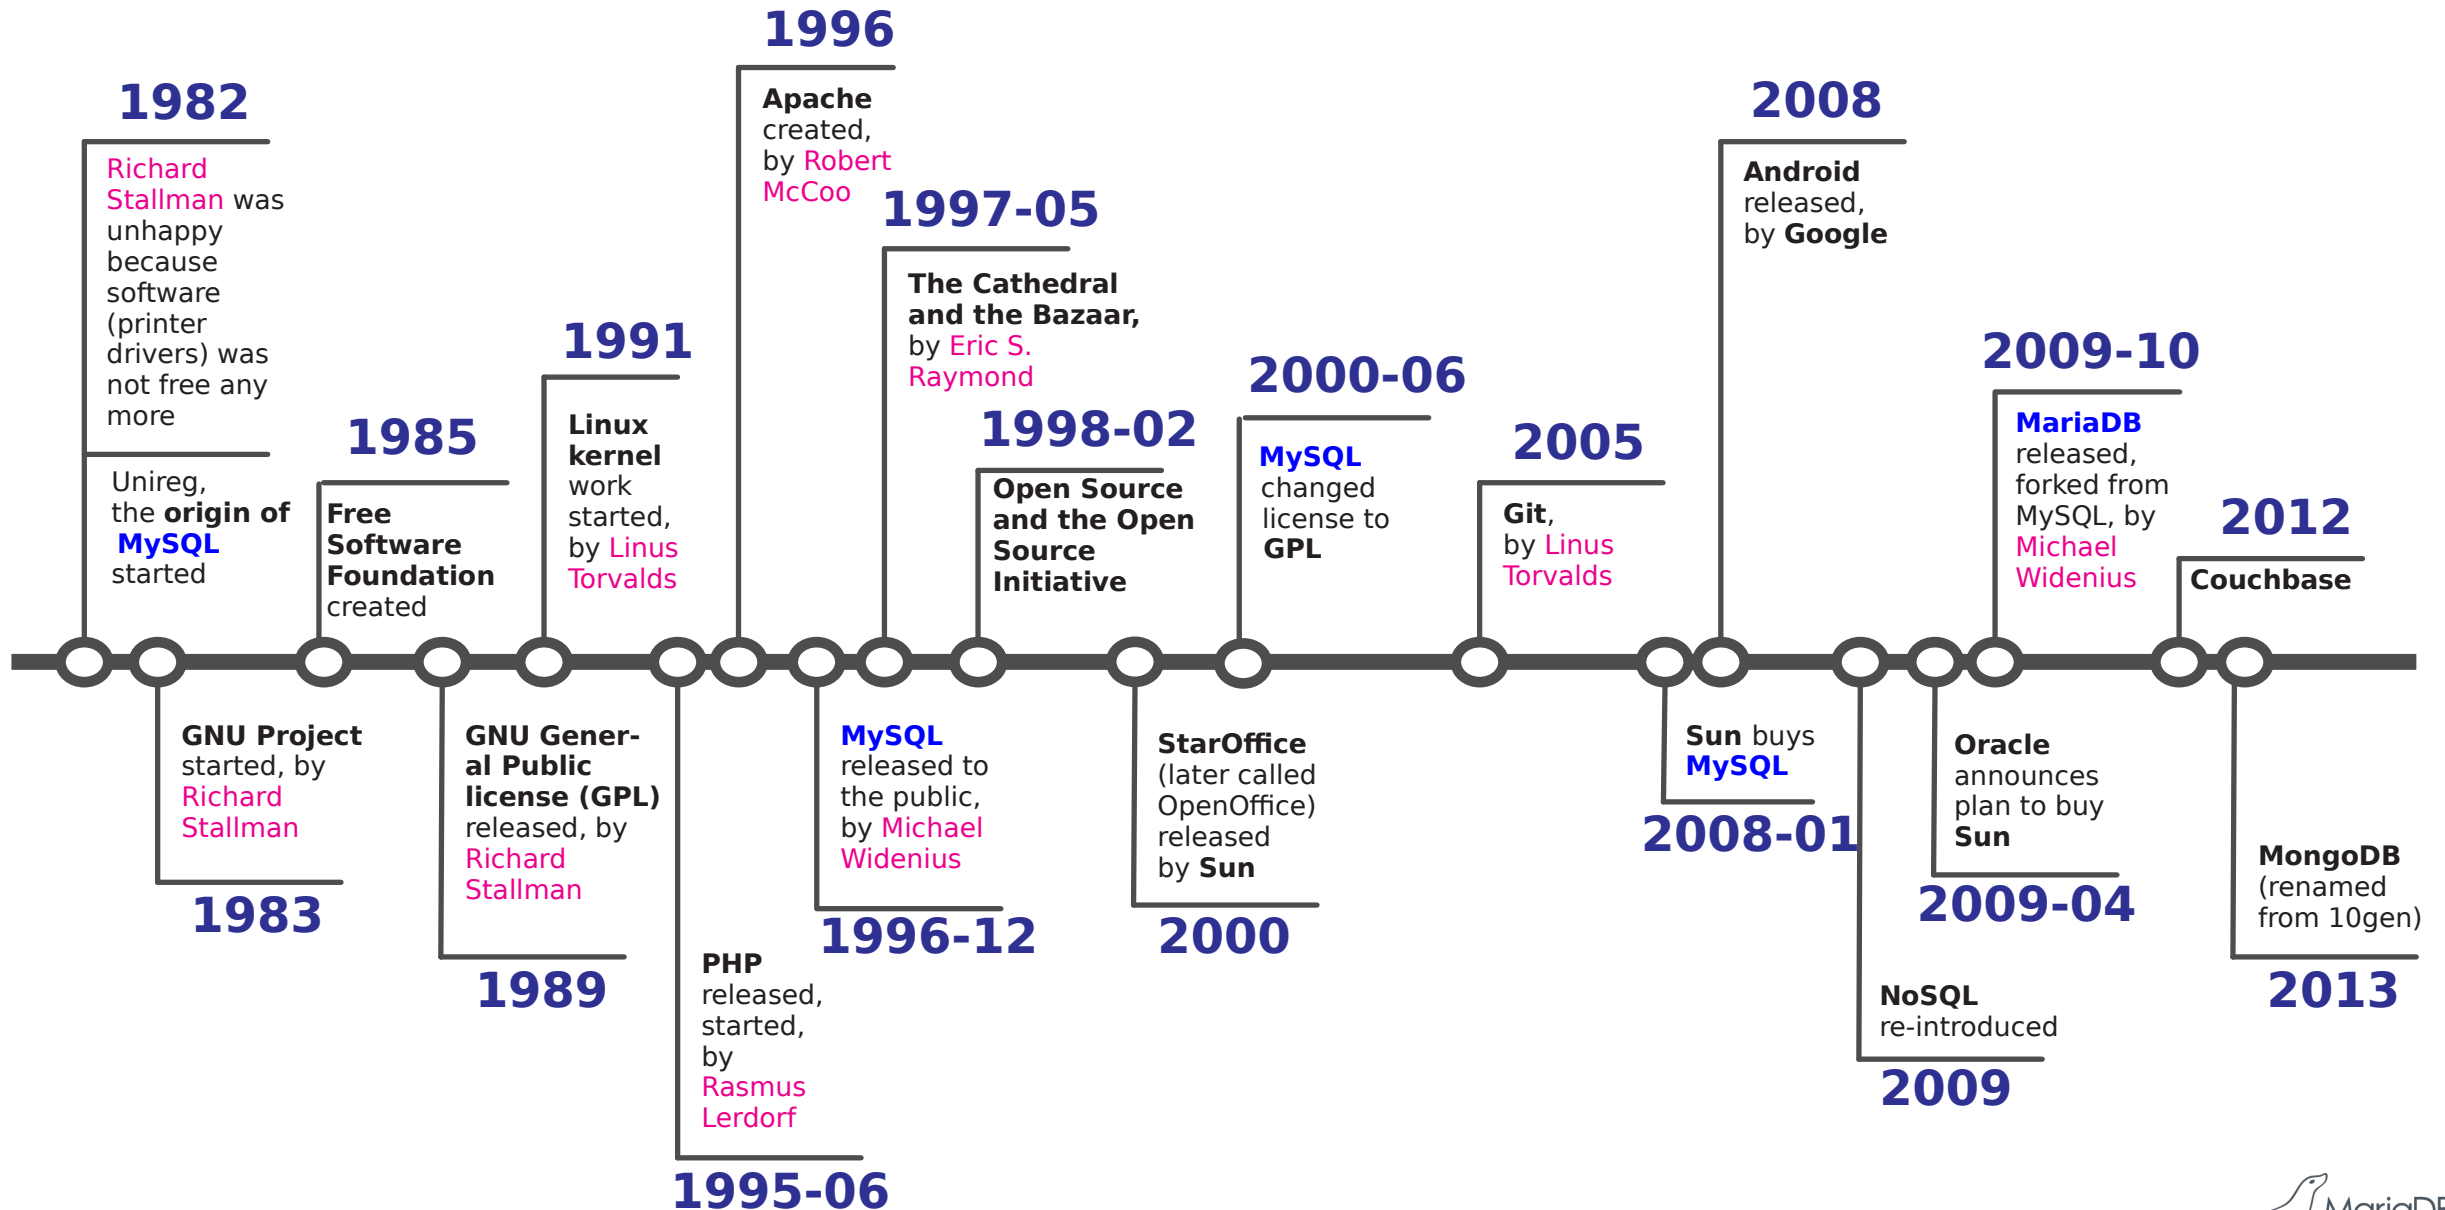 1996
Apache
created,
by Robert
McCoo
1982
Richard
Stallman was
unhappy
because
software
(printer
drivers) was
not free any
more
Unireg,
the origin of
MySQL
started
1985
Free
Software
Foundation
created
1991
Linux
kernel
work
started,
by Linus
Torvalds
1997-05
The Cathedral
and the Bazaar,
by Eric S.
Raymond
1998-02
Open Source
and the Open
Source
Initiative
2000-06
MySQL
changed
license to
GPL
2005
Git,
by Linus
Torvalds
2008
Android
released,
by Google
2009-10
MariaDB
released,
forked from
MySQL, by
Michael
Widenius
2012
Couchbase
GNU Project
started, by
Richard
Stallman
1983
GNU Gener-
al Public
license (GPL)
released, by
Richard
Stallman
1989
PHP
released,
started,
by
Rasmus
Lerdorf
1995-06
MySQL
released to
the public,
by Michael
Widenius
1996-12
StarOffice
(later called
OpenOffice)
released
by Sun
2000
Sun buys
MySQL
2008-01
NoSQL
re-introduced
2009
Oracle
announces
plan to buy
Sun
2009-04
MongoDB
(renamed
from 10gen)
2013
MariaDB